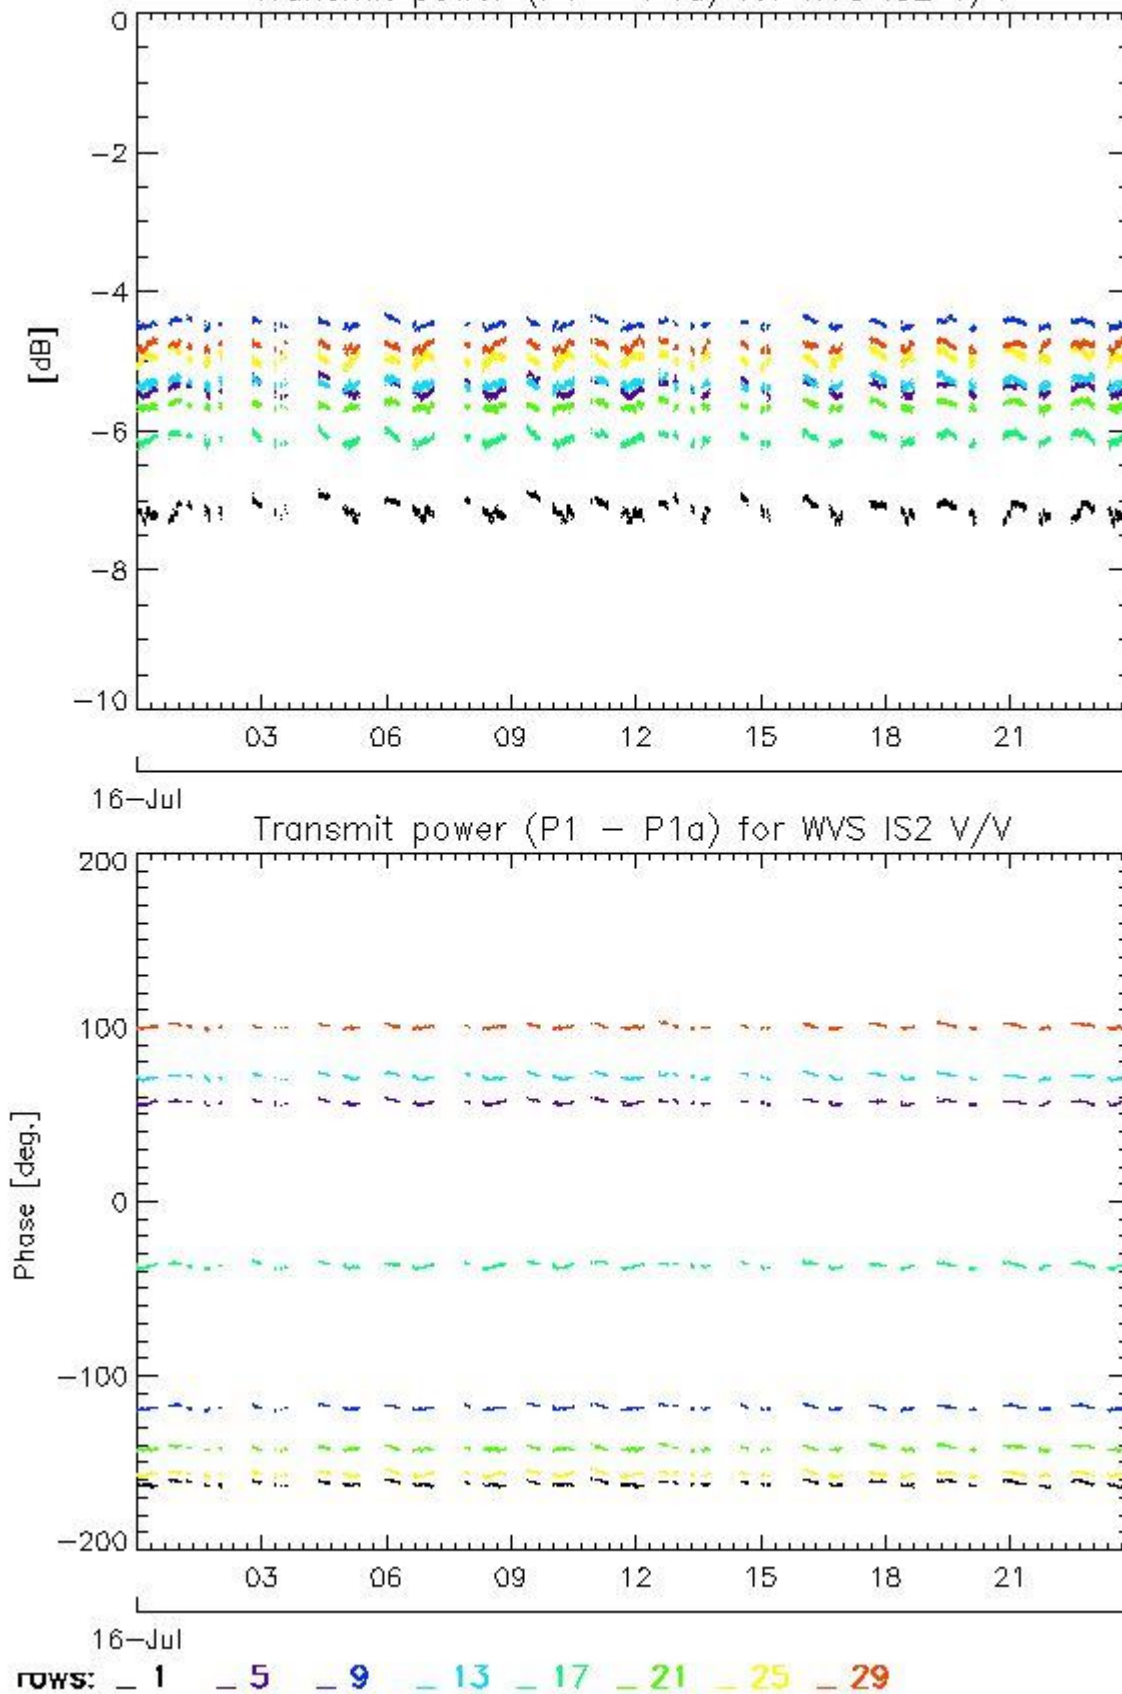 0
−2
−4
[dB]
−6
−8
−10
03 06 09 12 15 18 21
16−Jul
Transmit power (P1 − P1a) for WVS IS2 V/V
200
100
Phase [deg.]
0
−100
−200
03 06 09 12 15 18 21
16−Jul
rows: _ 1 _ 5 _ 9 _ 13 _ 17 _ 21 _ 25 _ 29